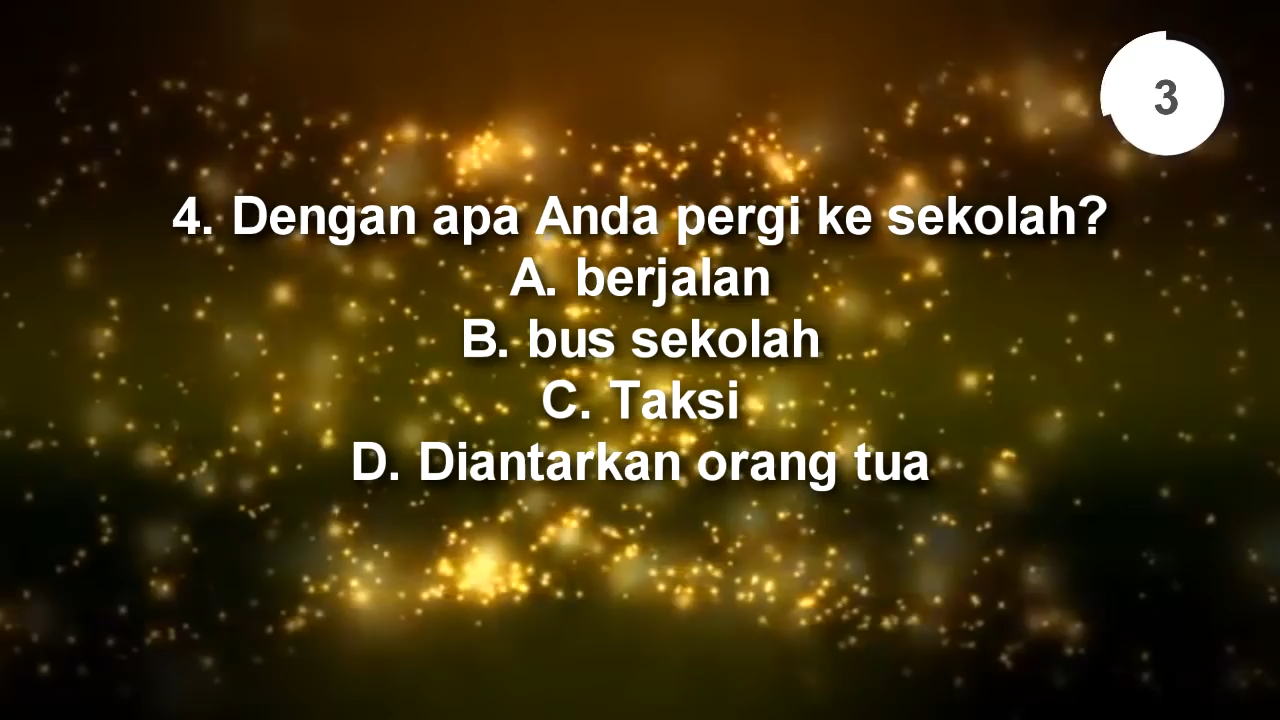 3
4. Dengan apa Anda pergi ke sekolah?
A. berjalan
B. bus sekolah
C. Taksi
D. Diantarkan orang tua